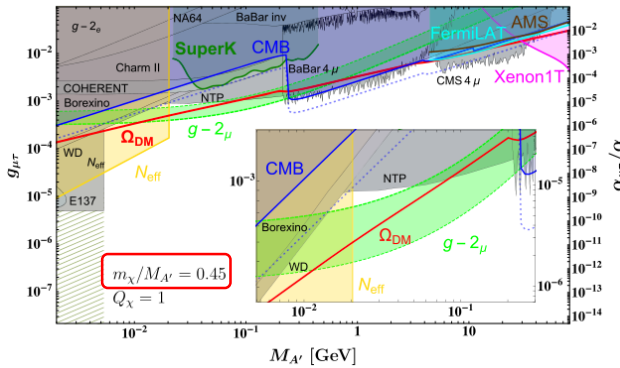 g-2e
NA64
BaBar inv
AMS
FermiLAT
SuperK
CMB
Charm II
BaBar 4 μ
CMS 4 μ
Xenon1T
COHERENT
Borexino
NTP
ΩDM
g-2μ
WD
Neff
Neff
E137
mχ/MA′ = 0.45
Qχ = 1
CMB
NTP
Borexino
ΩDM
g-2μ
WD
Neff
10^-3
10^-5
10^-6
10^-2
10^-1
10^-2
10^-3
10^-4
10^-5
10^-6
10^-7
gμτ
10^-2
10^-3
10^-4
10^-5
10^-6
10^-7
10^-8
10^-9
10^-10
10^-11
10^-12
10^-13
10^-14
10^-2
10^-1
1
10
MA′ [GeV]